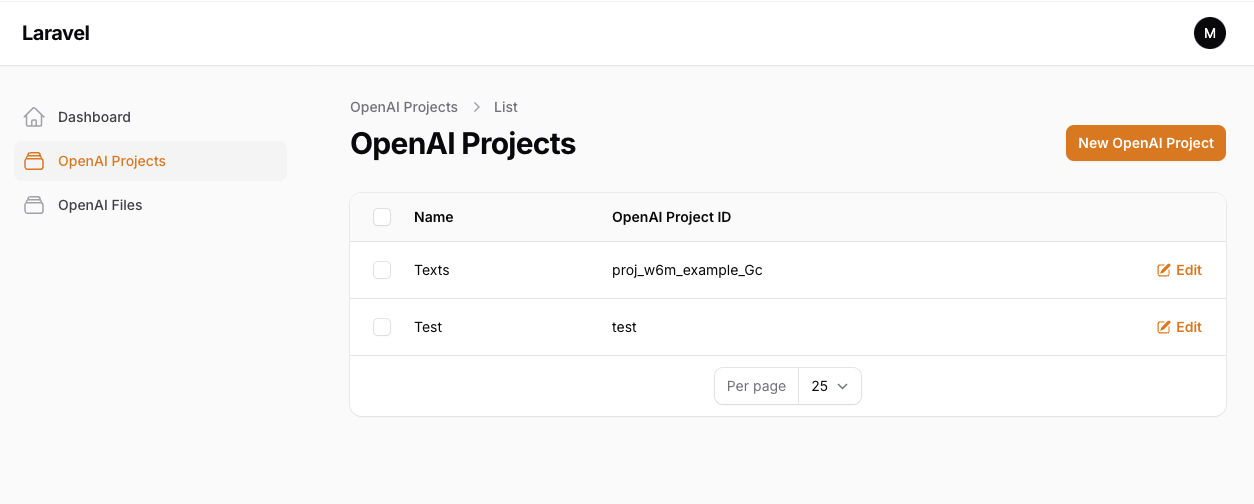 Laravel
M
Dashboard
OpenAI Projects
OpenAI Files
OpenAI Projects > List
OpenAI Projects
New OpenAI Project
Name OpenAI Project ID
Texts proj_w6m_example_Gc Edit
Test test Edit
Per page 25